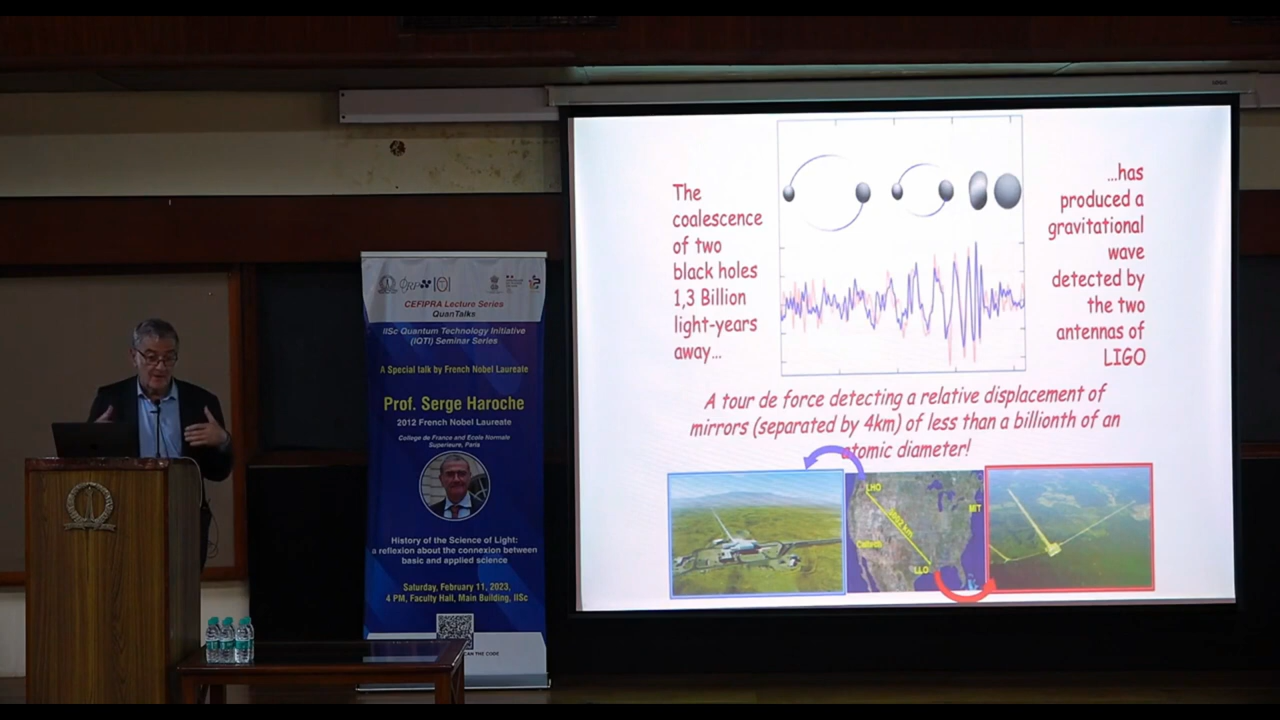 CEFIPRA Lecture Series
QuanTalks
IISc Quantum Technology Initiative
(IQTI) Seminar Series
A Special talk by French Nobel Laureate
Prof. Serge Haroche
2012 French Nobel Laureate
College de France and Ecole Normale
Superieure, Paris
History of the Science of Light:
a reflexion about the connexion between
basic and applied science
Saturday, February 11, 2023,
4 PM, Faculty Hall, Main Building, IISc
CAN THE CODE
The
coalescence
of two
black holes
1,3 Billion
light-years
away...
...has
produced a
gravitational
wave
detected by
the two
antennas of
LIGO
A tour de force detecting a relative displacement of
mirrors (separated by 4km) of less than a billionth of an
atomic diameter!
LHO
MIT
Caltech
LLO